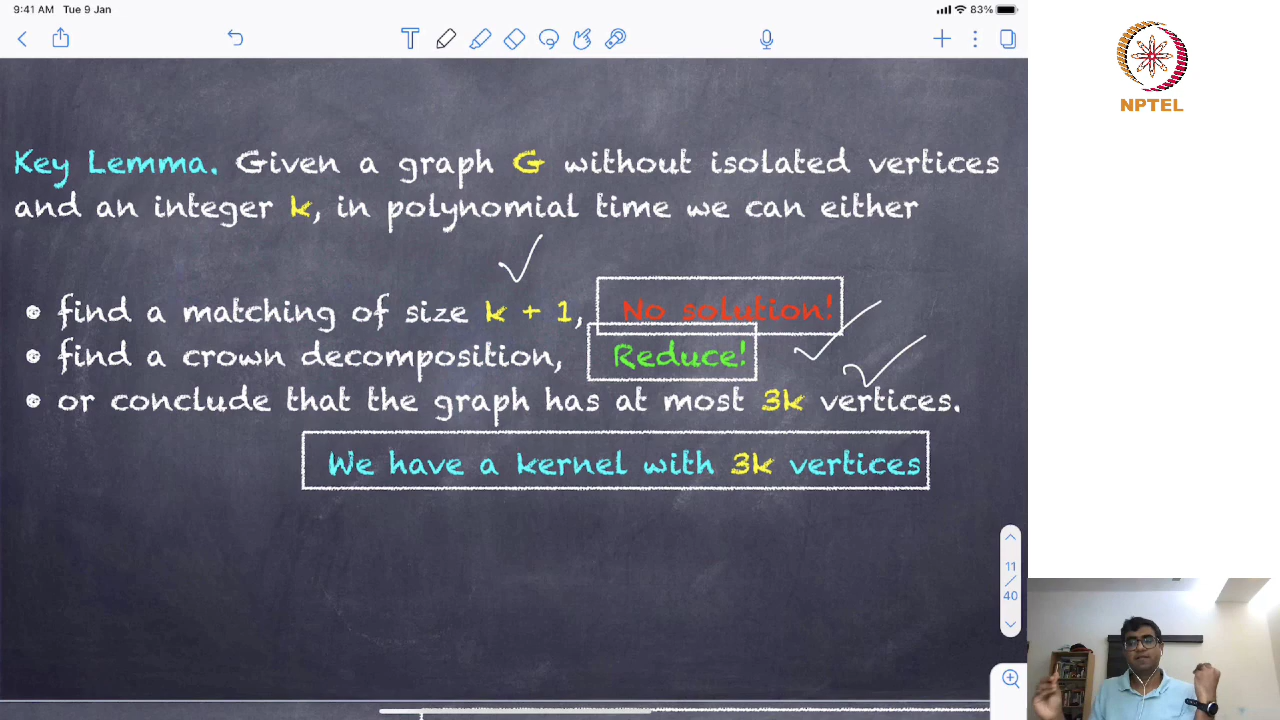 9:41 AM Tue 9 Jan
83%
NPTEL
Key Lemma. Given a graph G without isolated vertices
and an integer k, in polynomial time we can either
• find a matching of size k + 1, No solution!
• find a crown decomposition, Reduce!
• or conclude that the graph has at most 3k vertices.
We have a kernel with 3k vertices
11
/
40